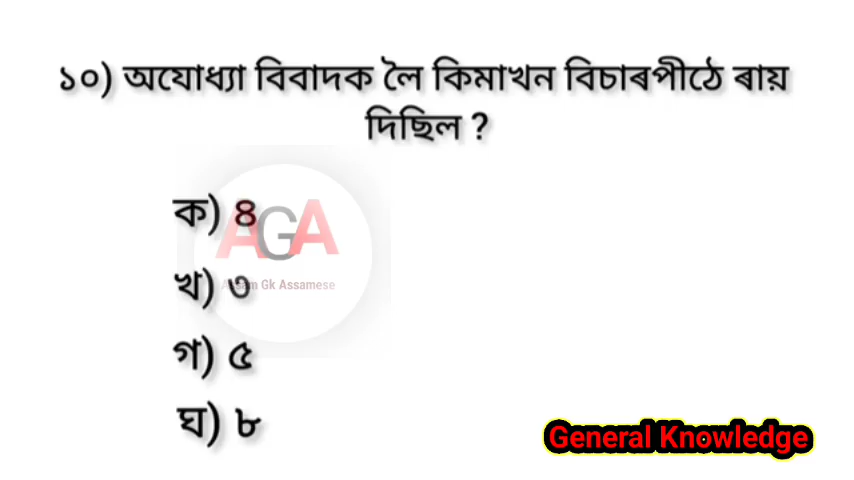 ১০) অযোধ্যা বিবাদক লৈ কিমাখন বিচাৰপীঠে ৰায়
দিছিল ?
ক) ৪
খ) ৩
গ) ৫
ঘ) ৮
AGA
Assam Gk Assamese
General Knowledge